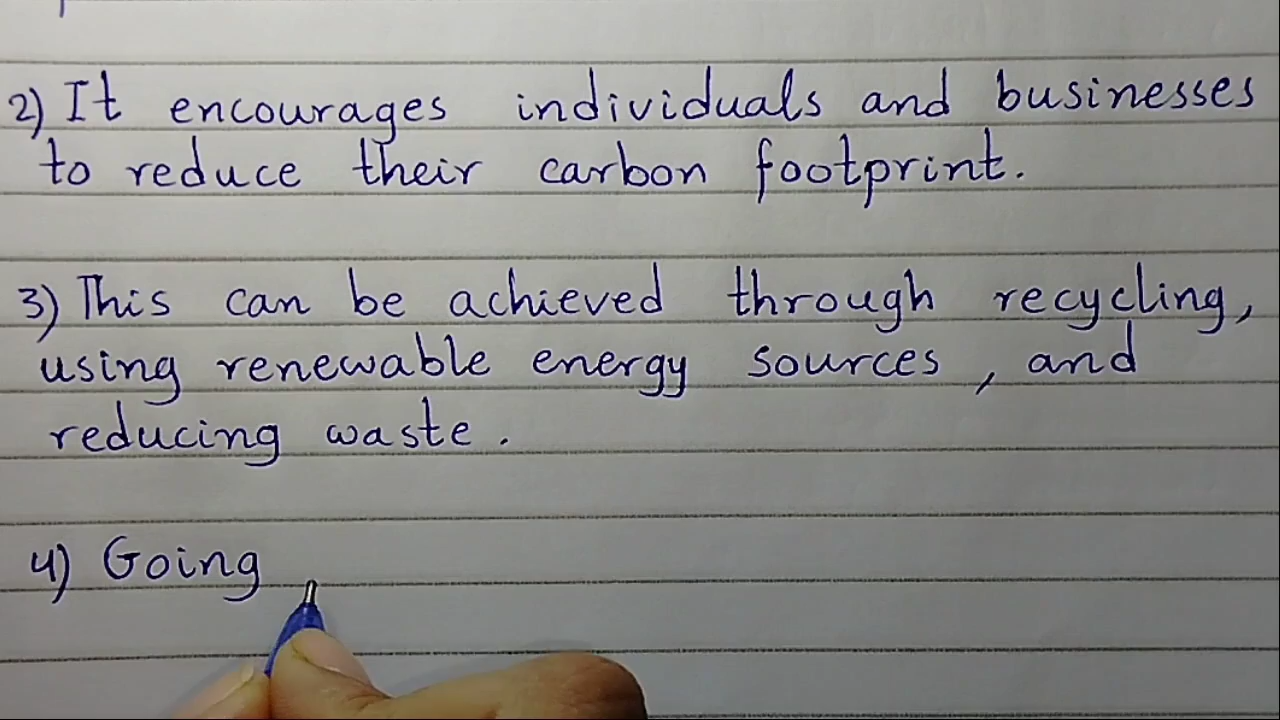 2) It encourages individuals and businesses
to reduce their carbon footprint.
3) This can be achieved through recycling,
using renewable energy sources, and
reducing waste.
4) Going